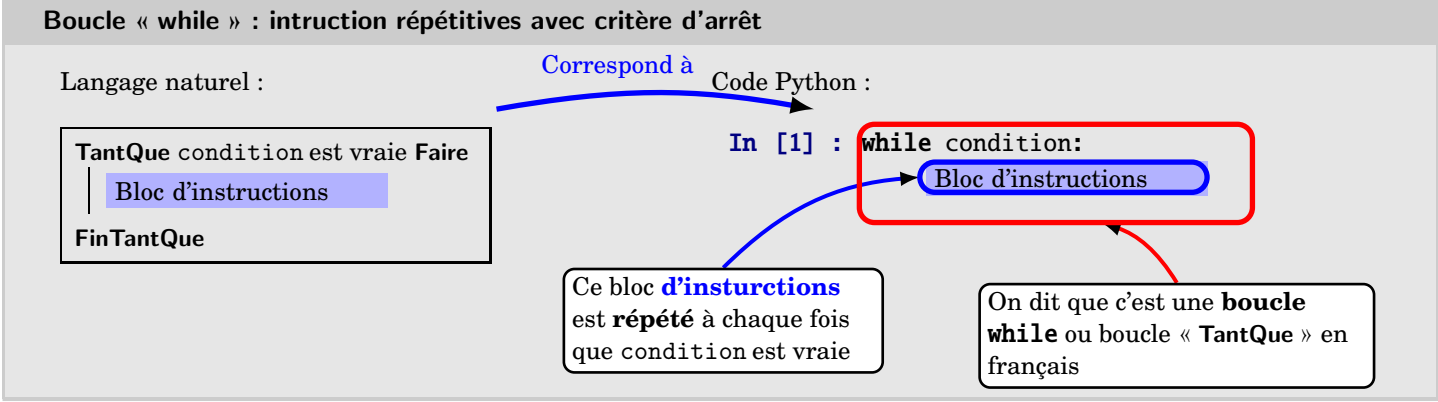 Boucle « while » : intruction répétitives avec critère d'arrêt
Langage naturel :
Correspond à
Code Python :
TantQue condition est vraie Faire
Bloc d'instructions
FinTantQue
In [1] : while condition:
Bloc d'instructions
Ce bloc d'insturctions
est répété à chaque fois
que condition est vraie
On dit que c'est une boucle
while ou boucle « TantQue » en
français